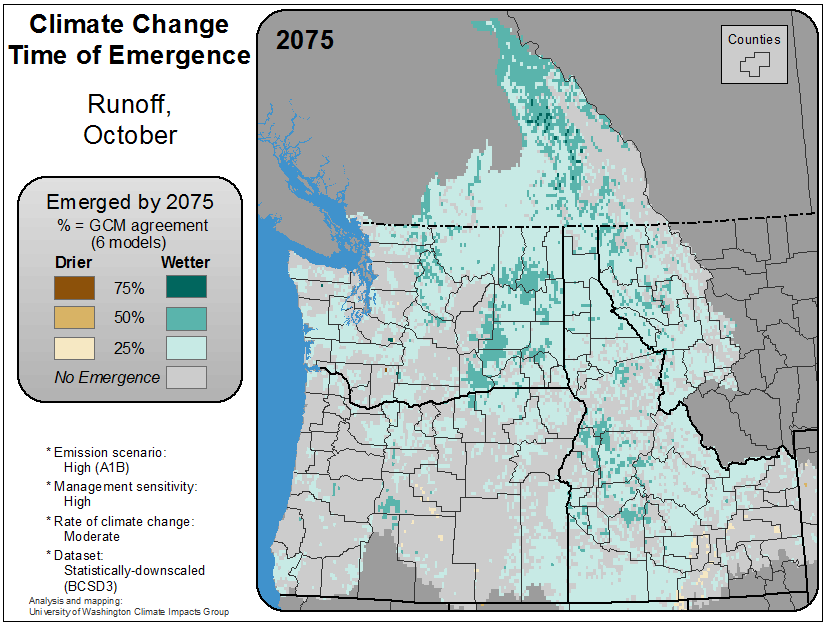 Climate Change
Time of Emergence
Runoff,
October
Emerged by 2075
% = GCM agreement
(6 models)
Drier Wetter
75%
50%
25%
No Emergence
* Emission scenario:
High (A1B)
* Management sensitivity:
High
* Rate of climate change:
Moderate
* Dataset:
Statistically-downscaled
(BCSD3)
Analysis and mapping:
University of Washington Climate Impacts Group
2075
Counties